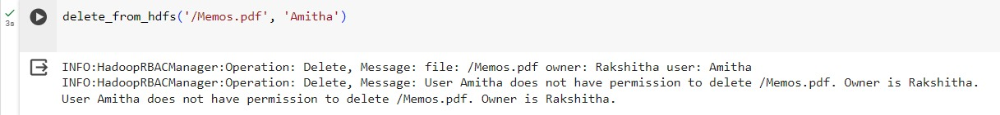 delete_from_hdfs('/Memos.pdf', 'Amitha')
3s
INFO:HadoopRBACManager:Operation: Delete, Message: file: /Memos.pdf owner: Rakshitha user: Amitha
INFO:HadoopRBACManager:Operation: Delete, Message: User Amitha does not have permission to delete /Memos.pdf. Owner is Rakshitha.
User Amitha does not have permission to delete /Memos.pdf. Owner is Rakshitha.